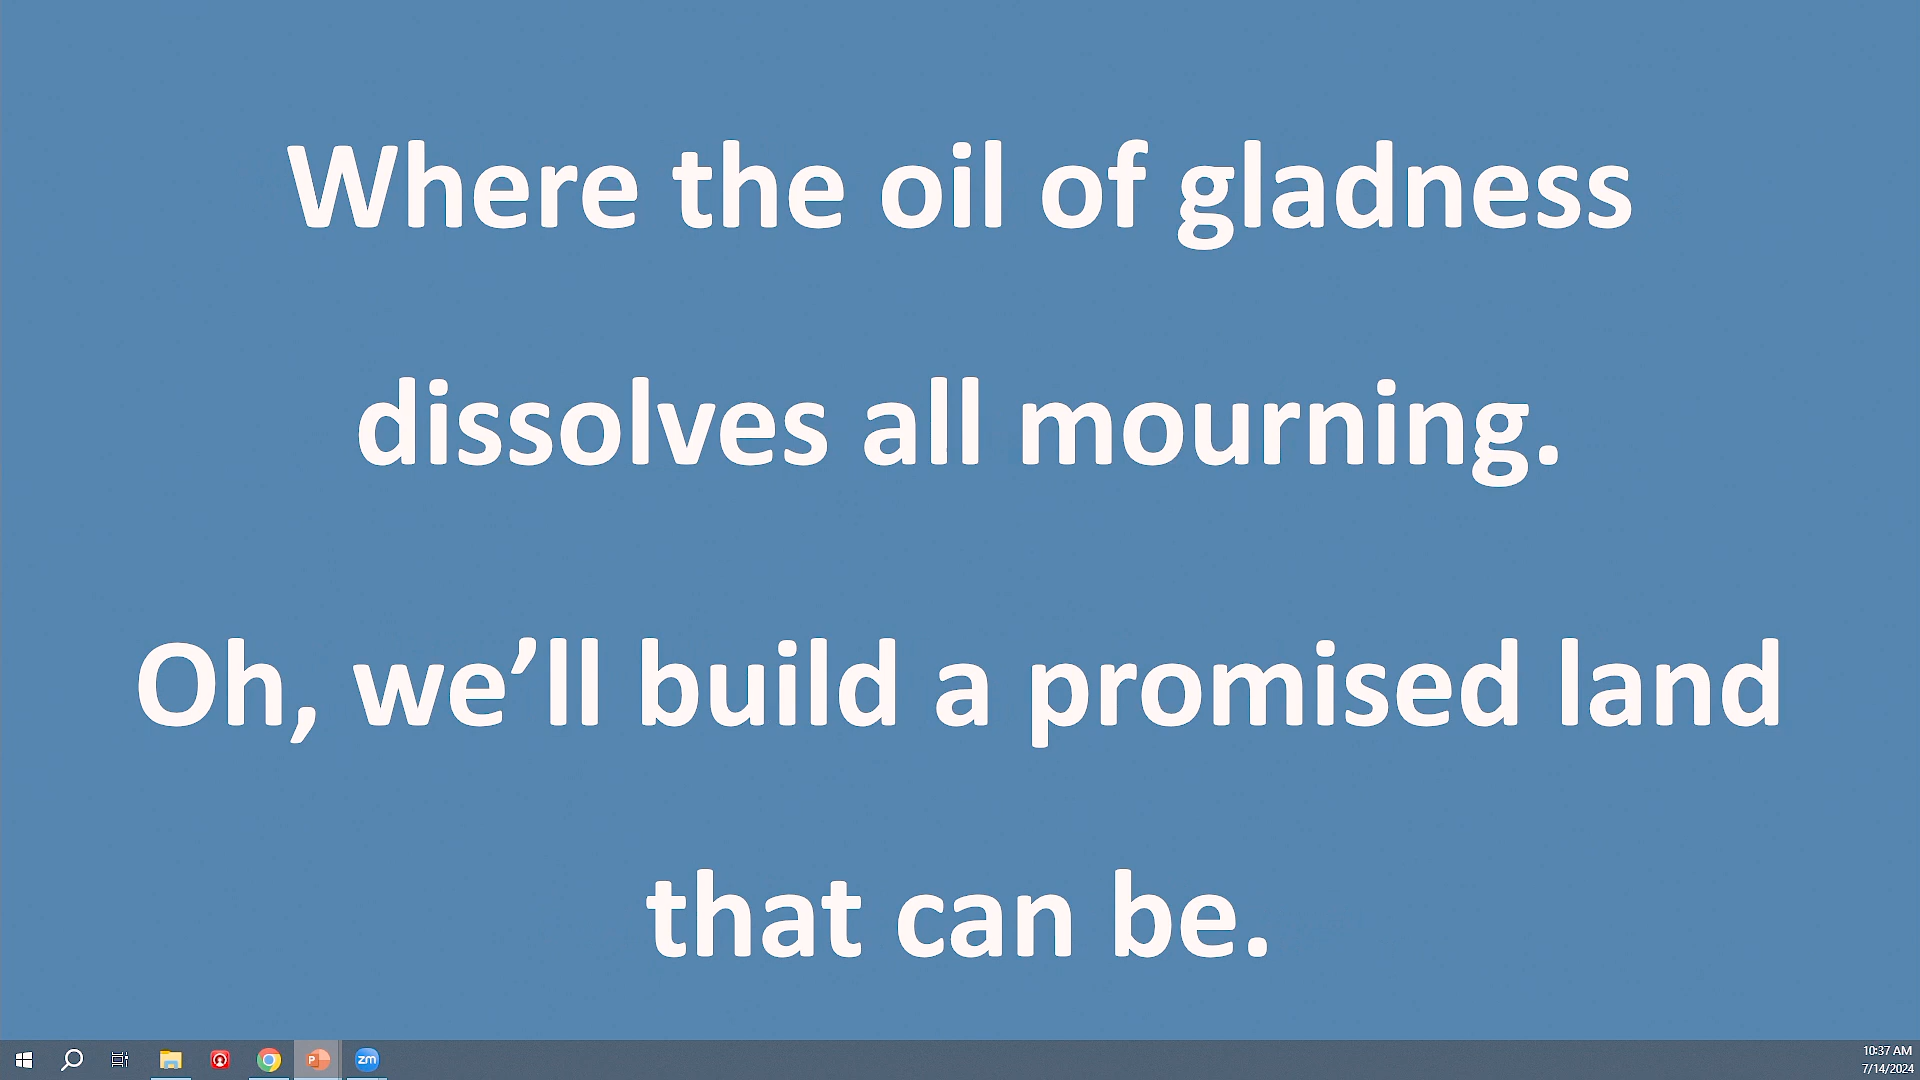 Where the oil of gladness
dissolves all mourning.
Oh, we’ll build a promised land
that can be.
P
zm
10:37 AM
7/14/2024